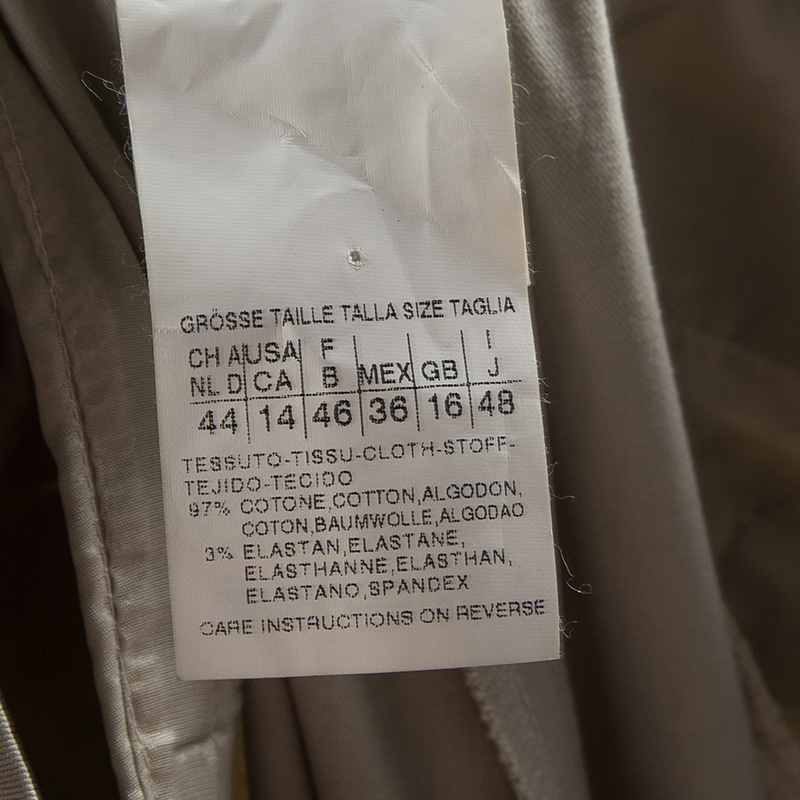 GRÖSSE TAILLE TALLA SIZE TAGLIA
CH A USA F I
NL D CA B MEX GB J
44 14 46 36 16 48
TESSUTO-TISSU-CLOTH-STOFF-
TEJIDO-TECIDO
97% COTONE,COTTON,ALGODON,
COTON,BAUMWOLLE,ALGODAO
3% ELASTAN,ELASTANE,
ELASTHANNE,ELASTHAN,
ELASTANO,SPANDEX
CARE INSTRUCTIONS ON REVERSE